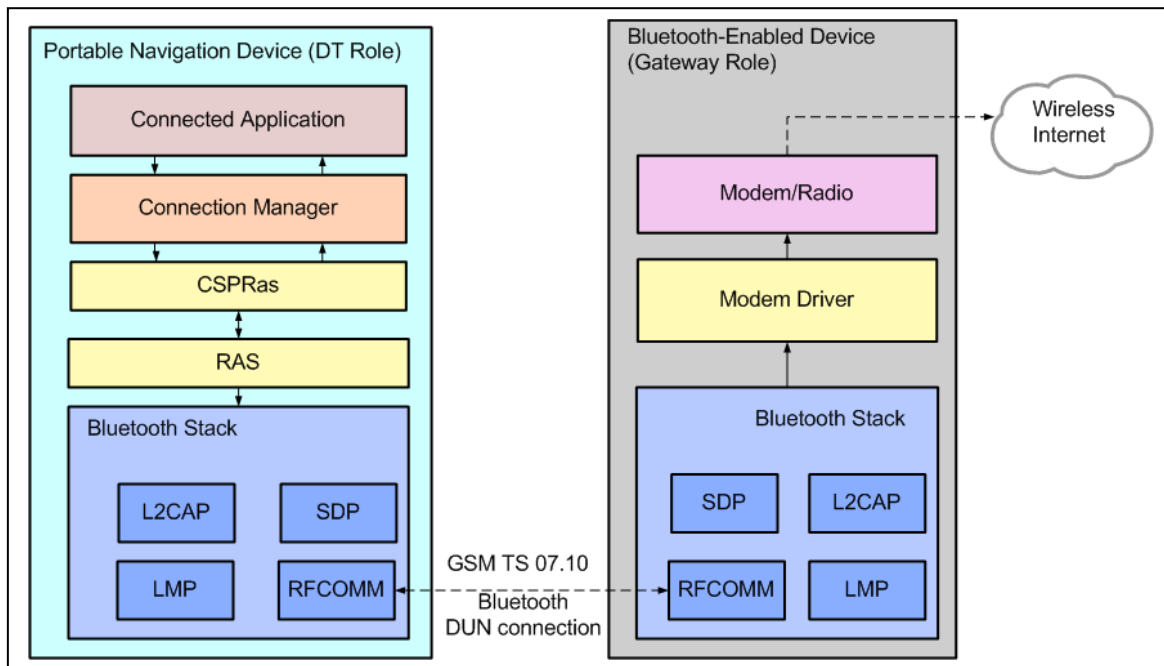 Portable Navigation Device (DT Role)
Connected Application
Connection Manager
CSPRas
RAS
Bluetooth Stack
L2CAP
SDP
LMP
RFCOMM
GSM TS 07.10
Bluetooth
DUN connection
Bluetooth-Enabled Device
(Gateway Role)
Modem/Radio
Modem Driver
Bluetooth Stack
SDP
L2CAP
RFCOMM
LMP
Wireless
Internet